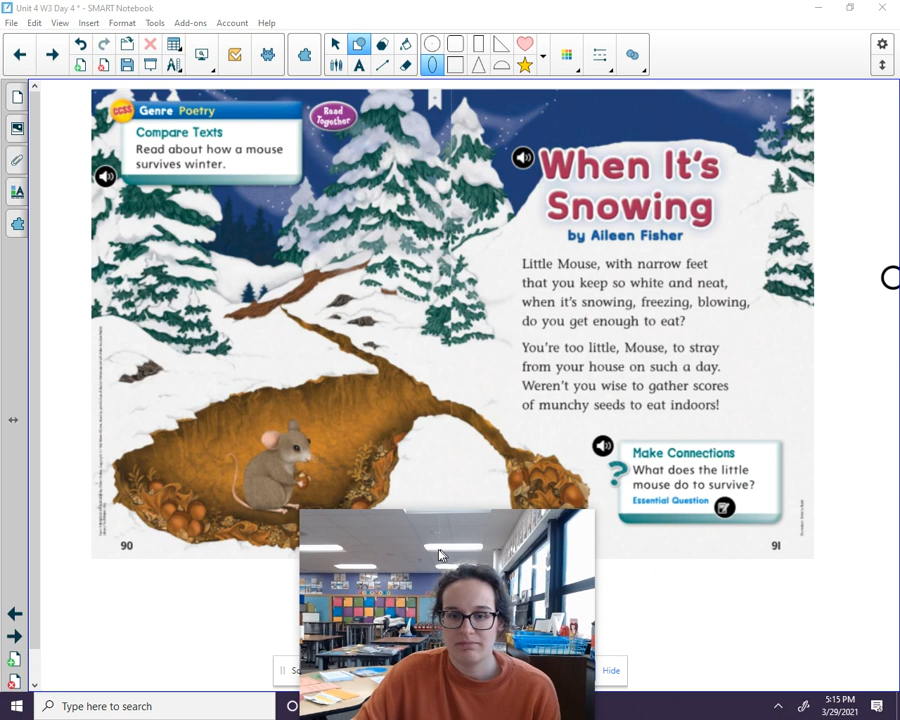 Unit 4 W3 Day 4 * - SMART Notebook
File Edit View Insert Format Tools Add-ons Account Help
CCSS Genre Poetry
Compare Texts
Read about how a mouse
survives winter.
Read
Together
When It's
Snowing
by Aileen Fisher
Little Mouse, with narrow feet
that you keep so white and neat,
when it's snowing, freezing, blowing,
do you get enough to eat?
You're too little, Mouse, to stray
from your house on such a day.
Weren't you wise to gather scores
of munchy seeds to eat indoors!
Make Connections
? What does the little
mouse do to survive?
Essential Question
90
91
Hide
Type here to search
5:15 PM
3/29/2021